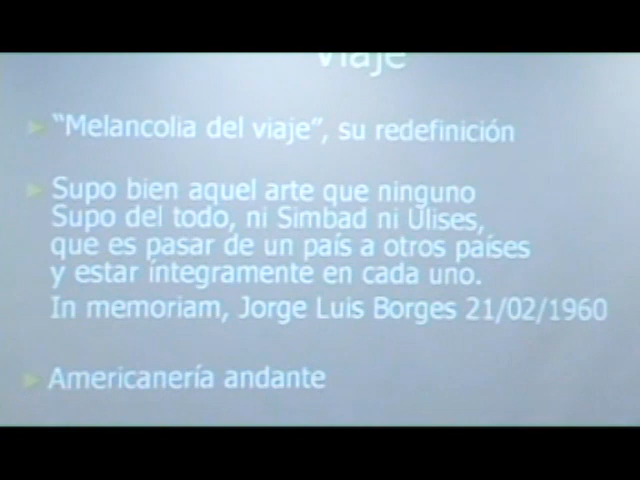 Viaje
“Melancolia del viaje”, su redefinición
Supo bien aquel arte que ninguno
Supo del todo, ni Simbad ni Ulises,
que es pasar de un país a otros países
y estar íntegramente en cada uno.
In memoriam, Jorge Luis Borges 21/02/1960
Americanería andante